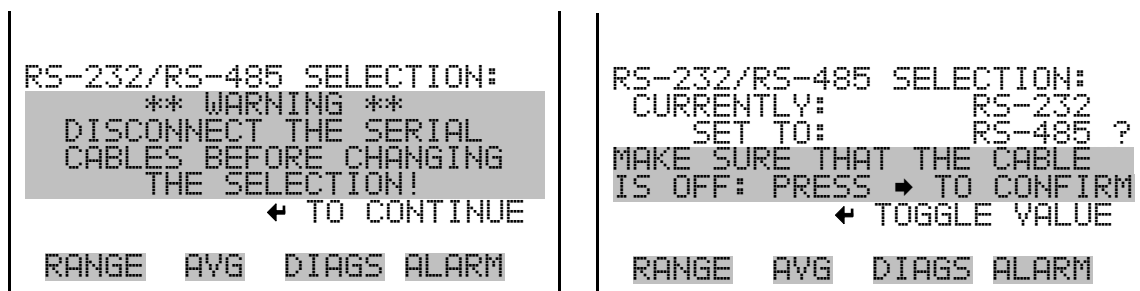 RS-232/RS-485 SELECTION:
** WARNING **
DISCONNECT THE SERIAL
CABLES BEFORE CHANGING
THE SELECTION!
↵ TO CONTINUE
RANGE AVG DIAGS ALARM
RS-232/RS-485 SELECTION:
CURRENTLY: RS-232
SET TO: RS-485 ?
MAKE SURE THAT THE CABLE
IS OFF: PRESS → TO CONFIRM
↵ TOGGLE VALUE
RANGE AVG DIAGS ALARM